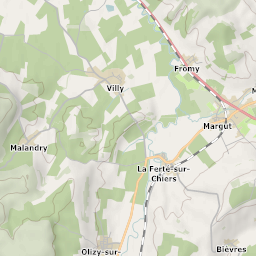 Fromy
Villy
M
Margut
Malandry
La Ferté-sur-
Chiers
Olizy-sur-
Bièvres